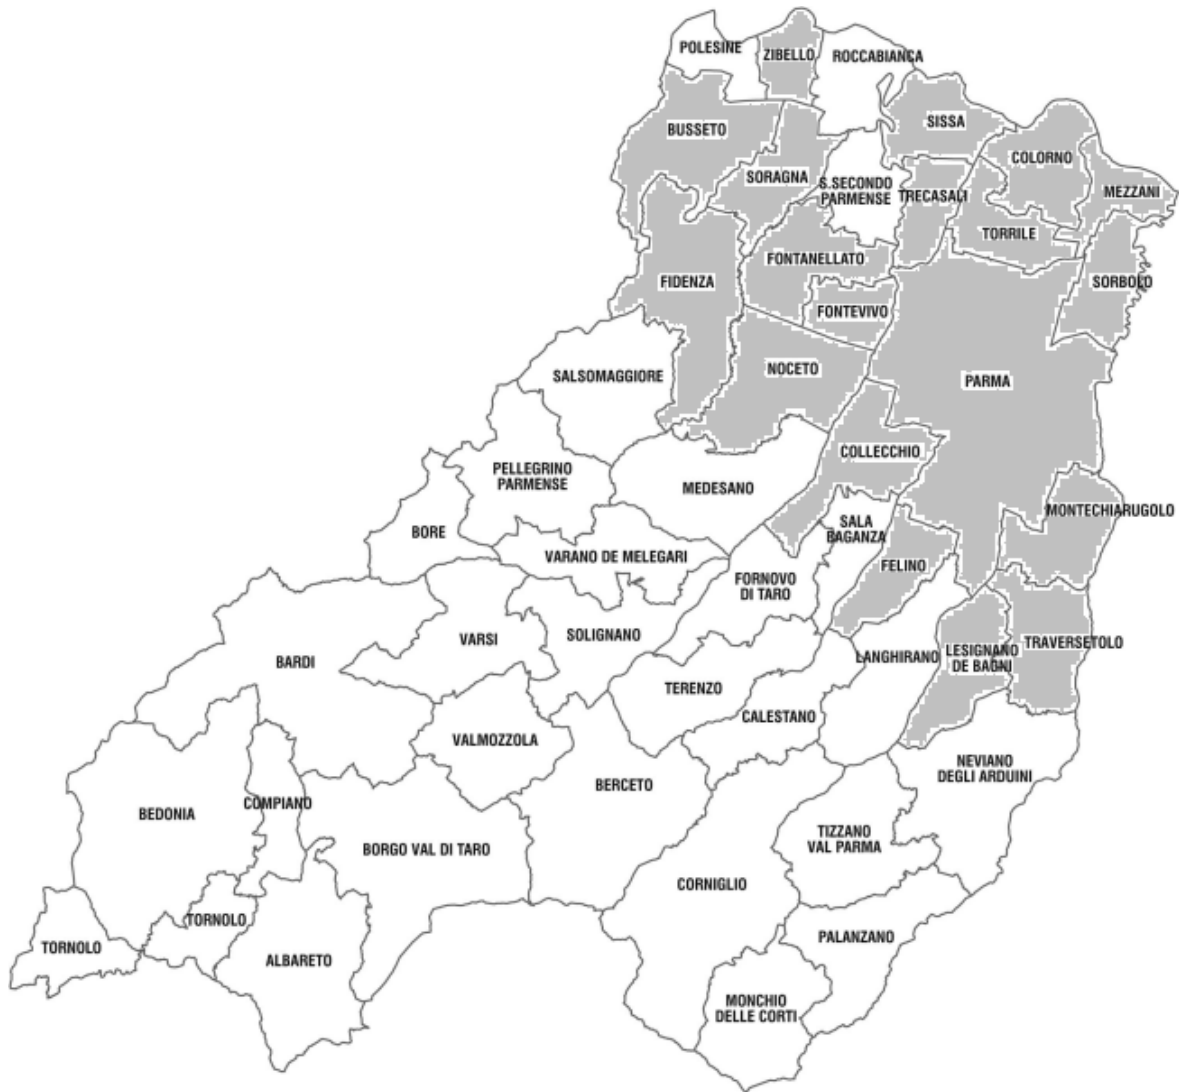 POLESINE
ZIBELLO
ROCCABIANCA
BUSSETO
SISSA
SORAGNA
S.SECONDO
PARMENSE
TRECASALI
COLORNO
MEZZANI
TORRILE
FONTANELLATO
FIDENZA
SORBOLO
FONTEVIVO
SALSOMAGGIORE
NOCETO
PARMA
COLLECCHIO
PELLEGRINO
PARMENSE
MEDESANO
MONTECHIARUGOLO
BORE
SALA
BAGANZA
VARANO DE MELEGARI
FELINO
FORNOVO
DI TARO
VARSI
SOLIGNANO
LANGHIRANO
LESIGNANO
DE BAGNI
TRAVERSETOLO
BARDI
TERENZO
CALESTANO
VALMOZZOLA
NEVIANO
DEGLI ARDUINI
BERCETO
COMPIANO
BEDONIA
TIZZANO
VAL PARMA
BORGO VAL DI TARO
CORNIGLIO
TORNOLO
PALANZANO
TORNOLO
ALBARETO
MONCHIO
DELLE CORTI